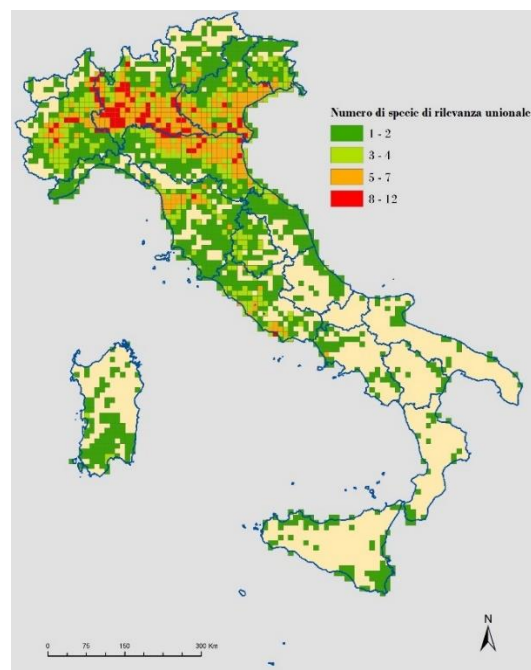 Numero di specie di rilevanza unionale
1 - 2
3 - 4
5 - 7
8 - 12
N
0 75 150 300 Km